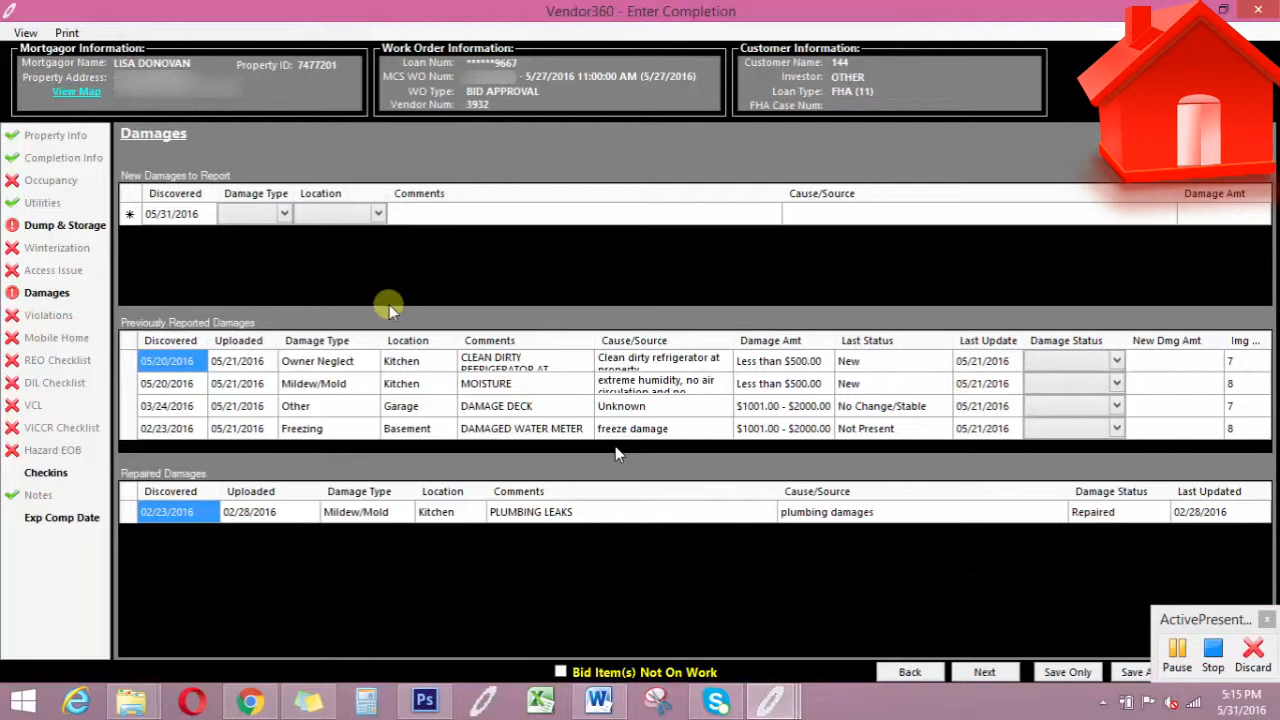 Vendor360 - Enter Completion
View Print
Mortgagor Information: Work Order Information: Customer Information:
Mortgagor Name: LISA DONOVAN Property ID: 7477201 Loan Num: ******9667 Customer Name: 144
Property Address: MCS WO Num: - 5/27/2016 11:00:00 AM (5/27/2016) Investor: OTHER
View Map WO Type: BID APPROVAL Loan Type: FHA (11)
Vendor Num: 3932 FHA Case Num:
Property Info
Completion Info
Occupancy
Utilities
Dump & Storage
Winterization
Access Issue
Damages
Violations
Mobile Home
REO Checklist
DIL Checklist
VCL
VICCR Checklist
Hazard EOB
Checkins
Notes
Exp Comp Date
Damages
New Damages to Report
Discovered Damage Type Location Comments Cause/Source Damage Amt
* 05/31/2016
Previously Reported Damages
Discovered Uploaded Damage Type Location Comments Cause/Source Damage Amt Last Status Last Update Damage Status New Dmg Amt Img ...
05/20/2016 05/21/2016 Owner Neglect Kitchen CLEAN DIRTY REFRIGERATOR AT Clean dirty refrigerator at property Less than $500.00 New 05/21/2016 7
05/20/2016 05/21/2016 Mildew/Mold Kitchen MOISTURE extreme humidity, no air circulation and no Less than $500.00 New 05/21/2016 8
03/24/2016 05/21/2016 Other Garage DAMAGE DECK Unknown $1001.00 - $2000.00 No Change/Stable 05/21/2016 7
02/23/2016 05/21/2016 Freezing Basement DAMAGED WATER METER freeze damage $1001.00 - $2000.00 Not Present 05/21/2016 8
Repaired Damages
Discovered Uploaded Damage Type Location Comments Cause/Source Damage Status Last Updated
02/23/2016 02/28/2016 Mildew/Mold Kitchen PLUMBING LEAKS plumbing damages Repaired 02/28/2016
Bid Item(s) Not On Work Back Next Save Only Save A
ActivePresent... x
Pause Stop Discard
Ps
5:15 PM
5/31/2016